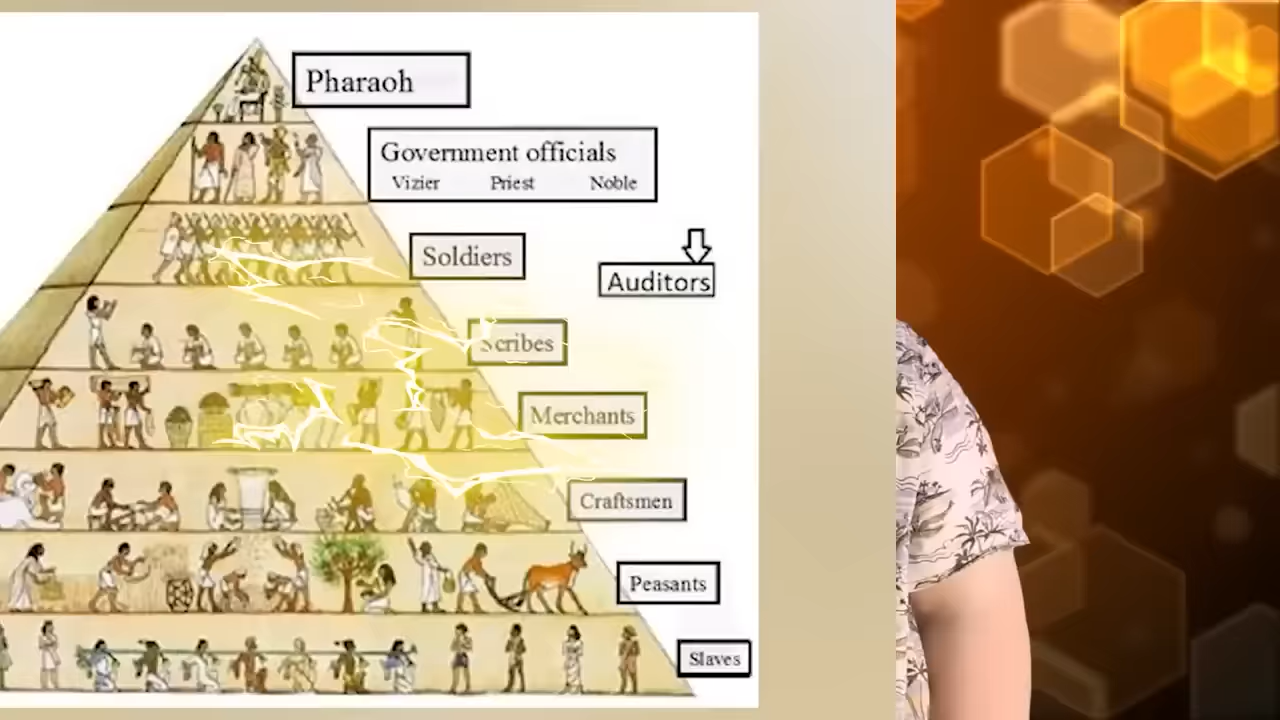 Pharaoh
Government officials
Vizier Priest Noble
Soldiers
Auditors
Scribes
Merchants
Craftsmen
Peasants
Slaves